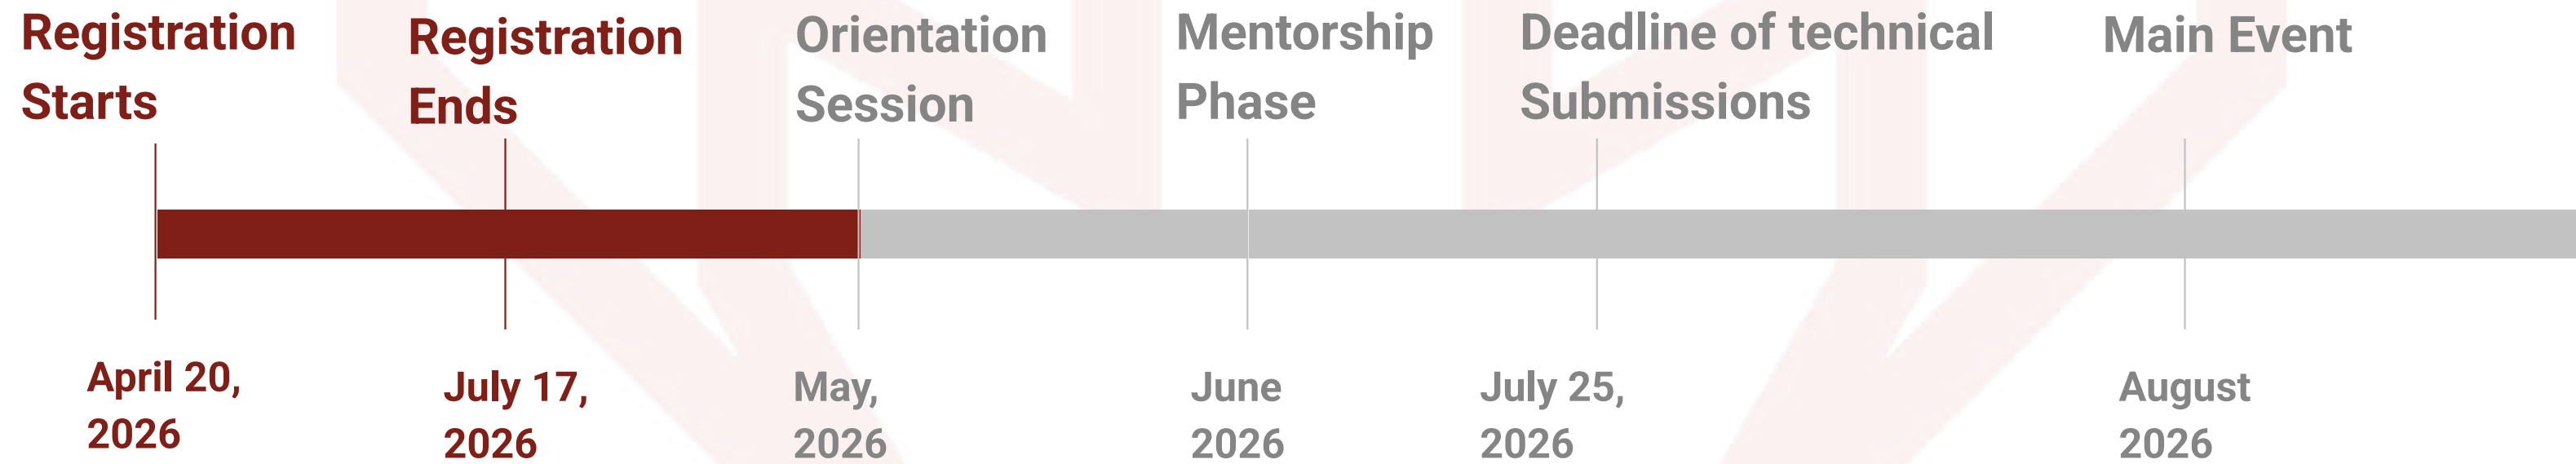 Registration
Starts
Registration
Ends
Orientation
Session
Mentorship
Phase
Deadline of technical
Submissions
Main Event
April 20,
2026
July 17,
2026
May,
2026
June
2026
July 25,
2026
August
2026